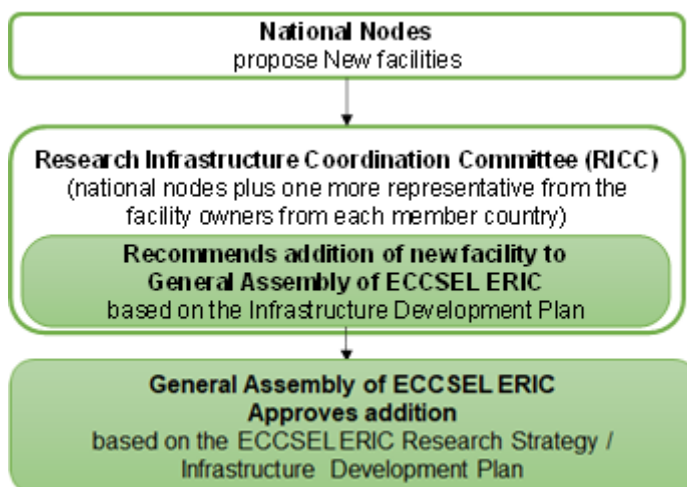 National Nodes
propose New facilities
Research Infrastructure Coordination Committee (RICC)
(national nodes plus one more representative from the
facility owners from each member country)
Recommends addition of new facility to
General Assembly of ECCSEL ERIC
based on the Infrastructure Development Plan
General Assembly of ECCSEL ERIC
Approves addition
based on the ECCSEL ERIC Research Strategy /
Infrastructure Development Plan